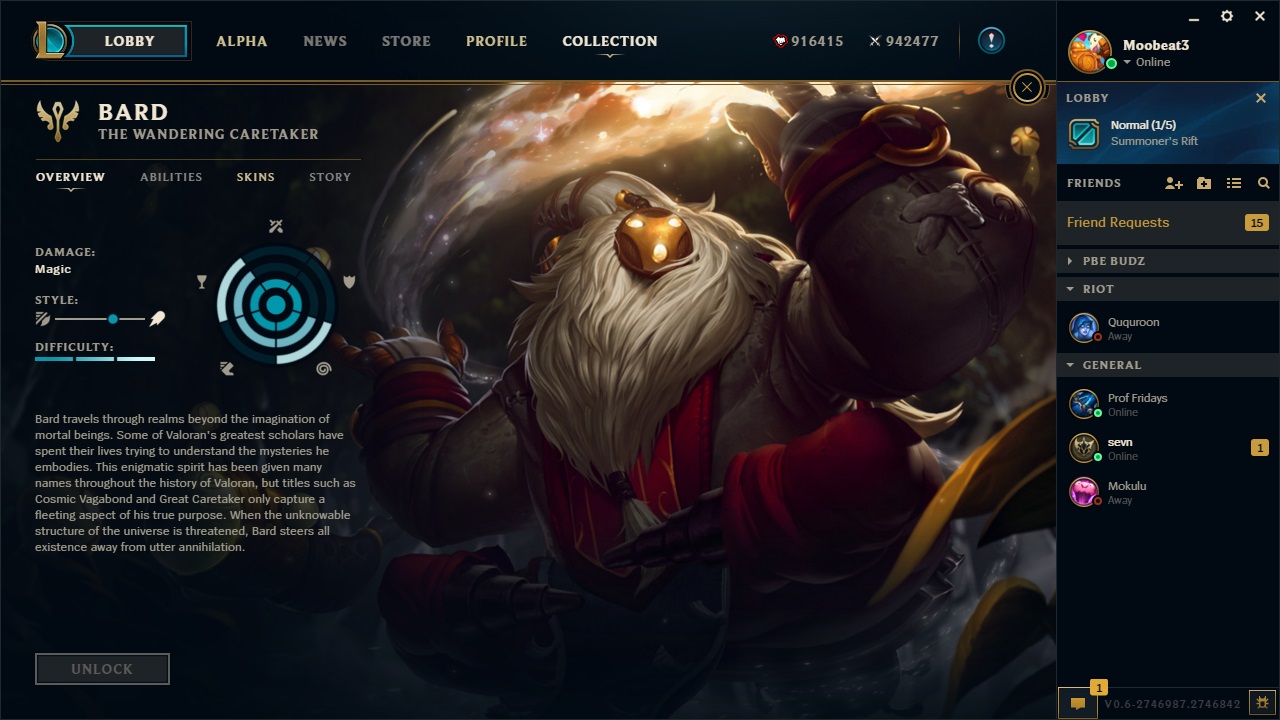 LOBBY
ALPHA
NEWS
STORE
PROFILE
COLLECTION
916415
942477
BARD
THE WANDERING CARETAKER
OVERVIEW
ABILITIES
SKINS
STORY
DAMAGE:
Magic
STYLE:
DIFFICULTY:
Bard travels through realms beyond the imagination of
mortal beings. Some of Valoran's greatest scholars have
spent their lives trying to understand the mysteries he
embodies. This enigmatic spirit has been given many
names throughout the history of Valoran, but titles such as
Cosmic Vagabond and Great Caretaker only capture a
fleeting aspect of his true purpose. When the unknowable
structure of the universe is threatened, Bard steers all
existence away from utter annihilation.
UNLOCK
Moobeat3
Online
LOBBY
Normal (1/5)
Summoner's Rift
FRIENDS
Friend Requests
15
PBE BUDZ
RIOT
Ququroon
Away
GENERAL
Prof Fridays
Online
sevn
Online
1
Mokulu
Away
1
V0.6-2746987.2746842